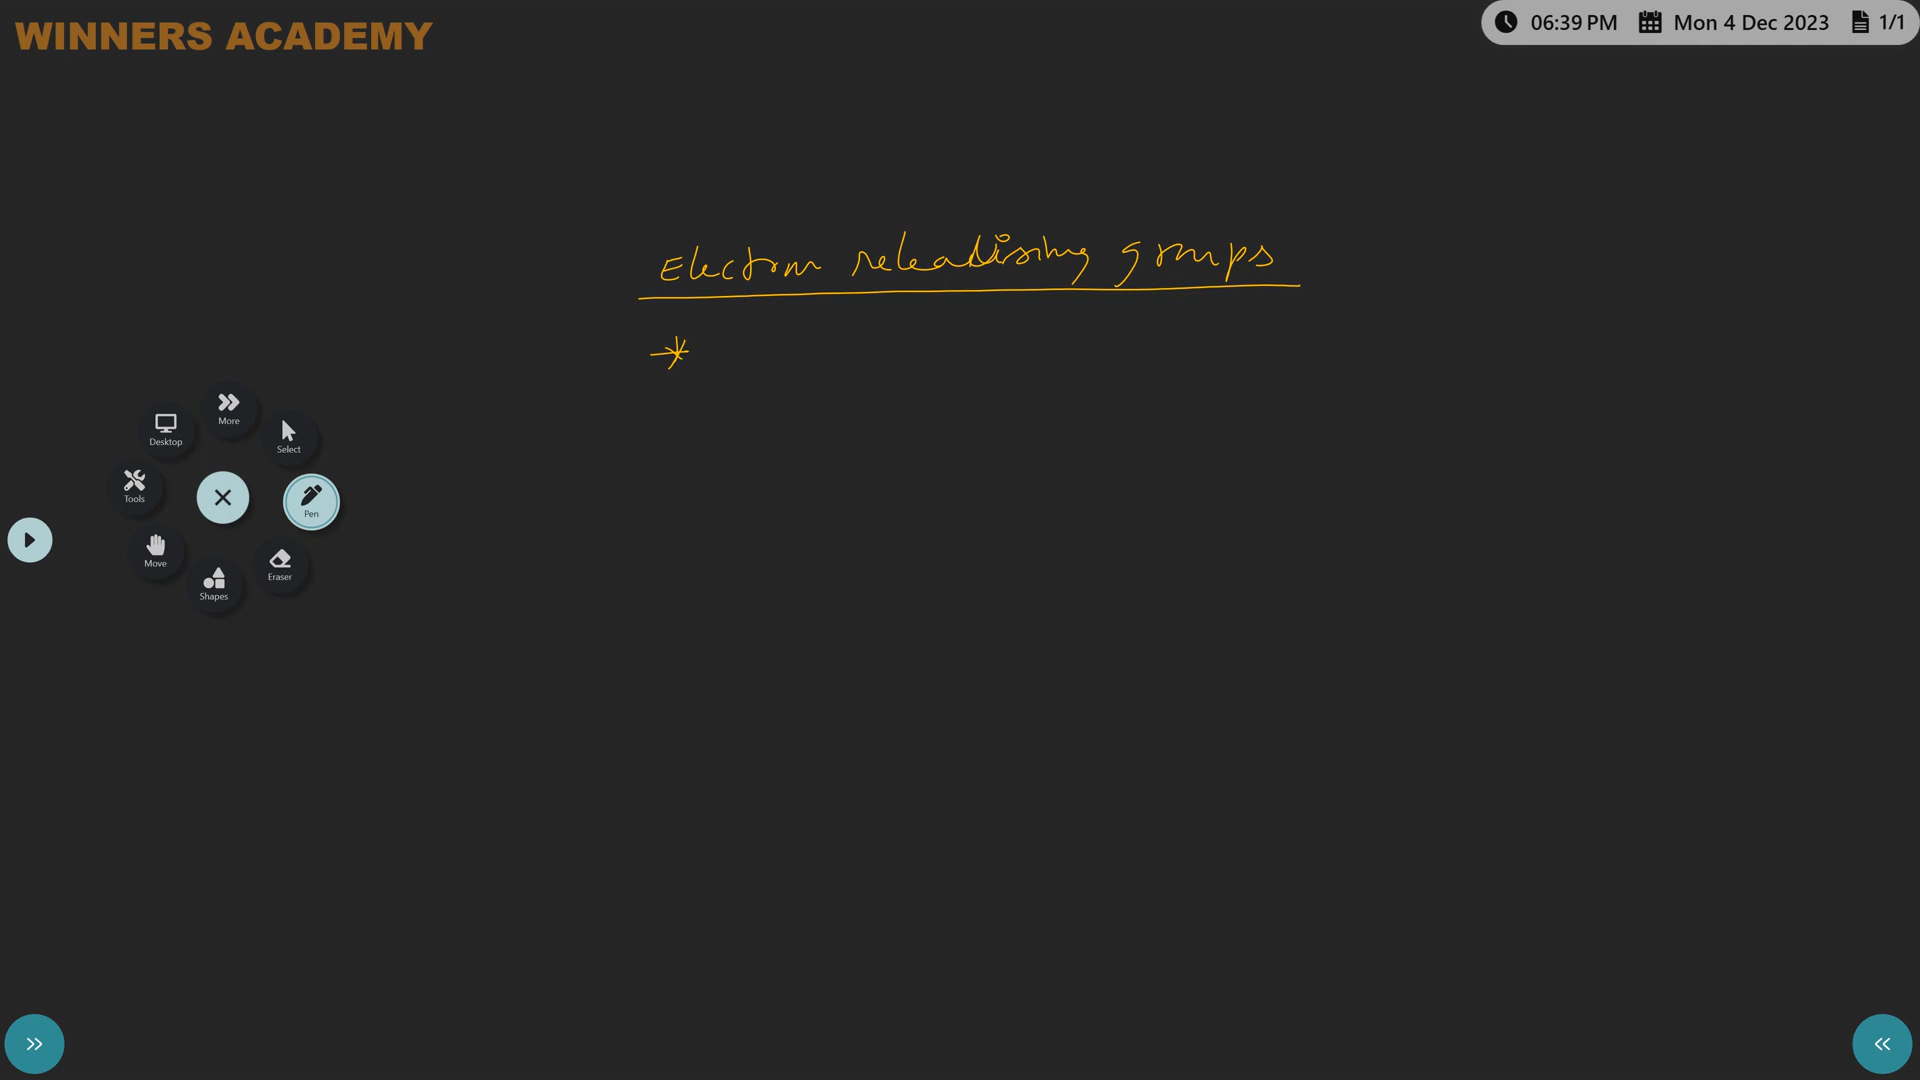 WINNERS ACADEMY
06:39 PM Mon 4 Dec 2023 1/1
Electron releasing groups
More
Desktop
Select
Tools
Pen
Move
Eraser
Shapes